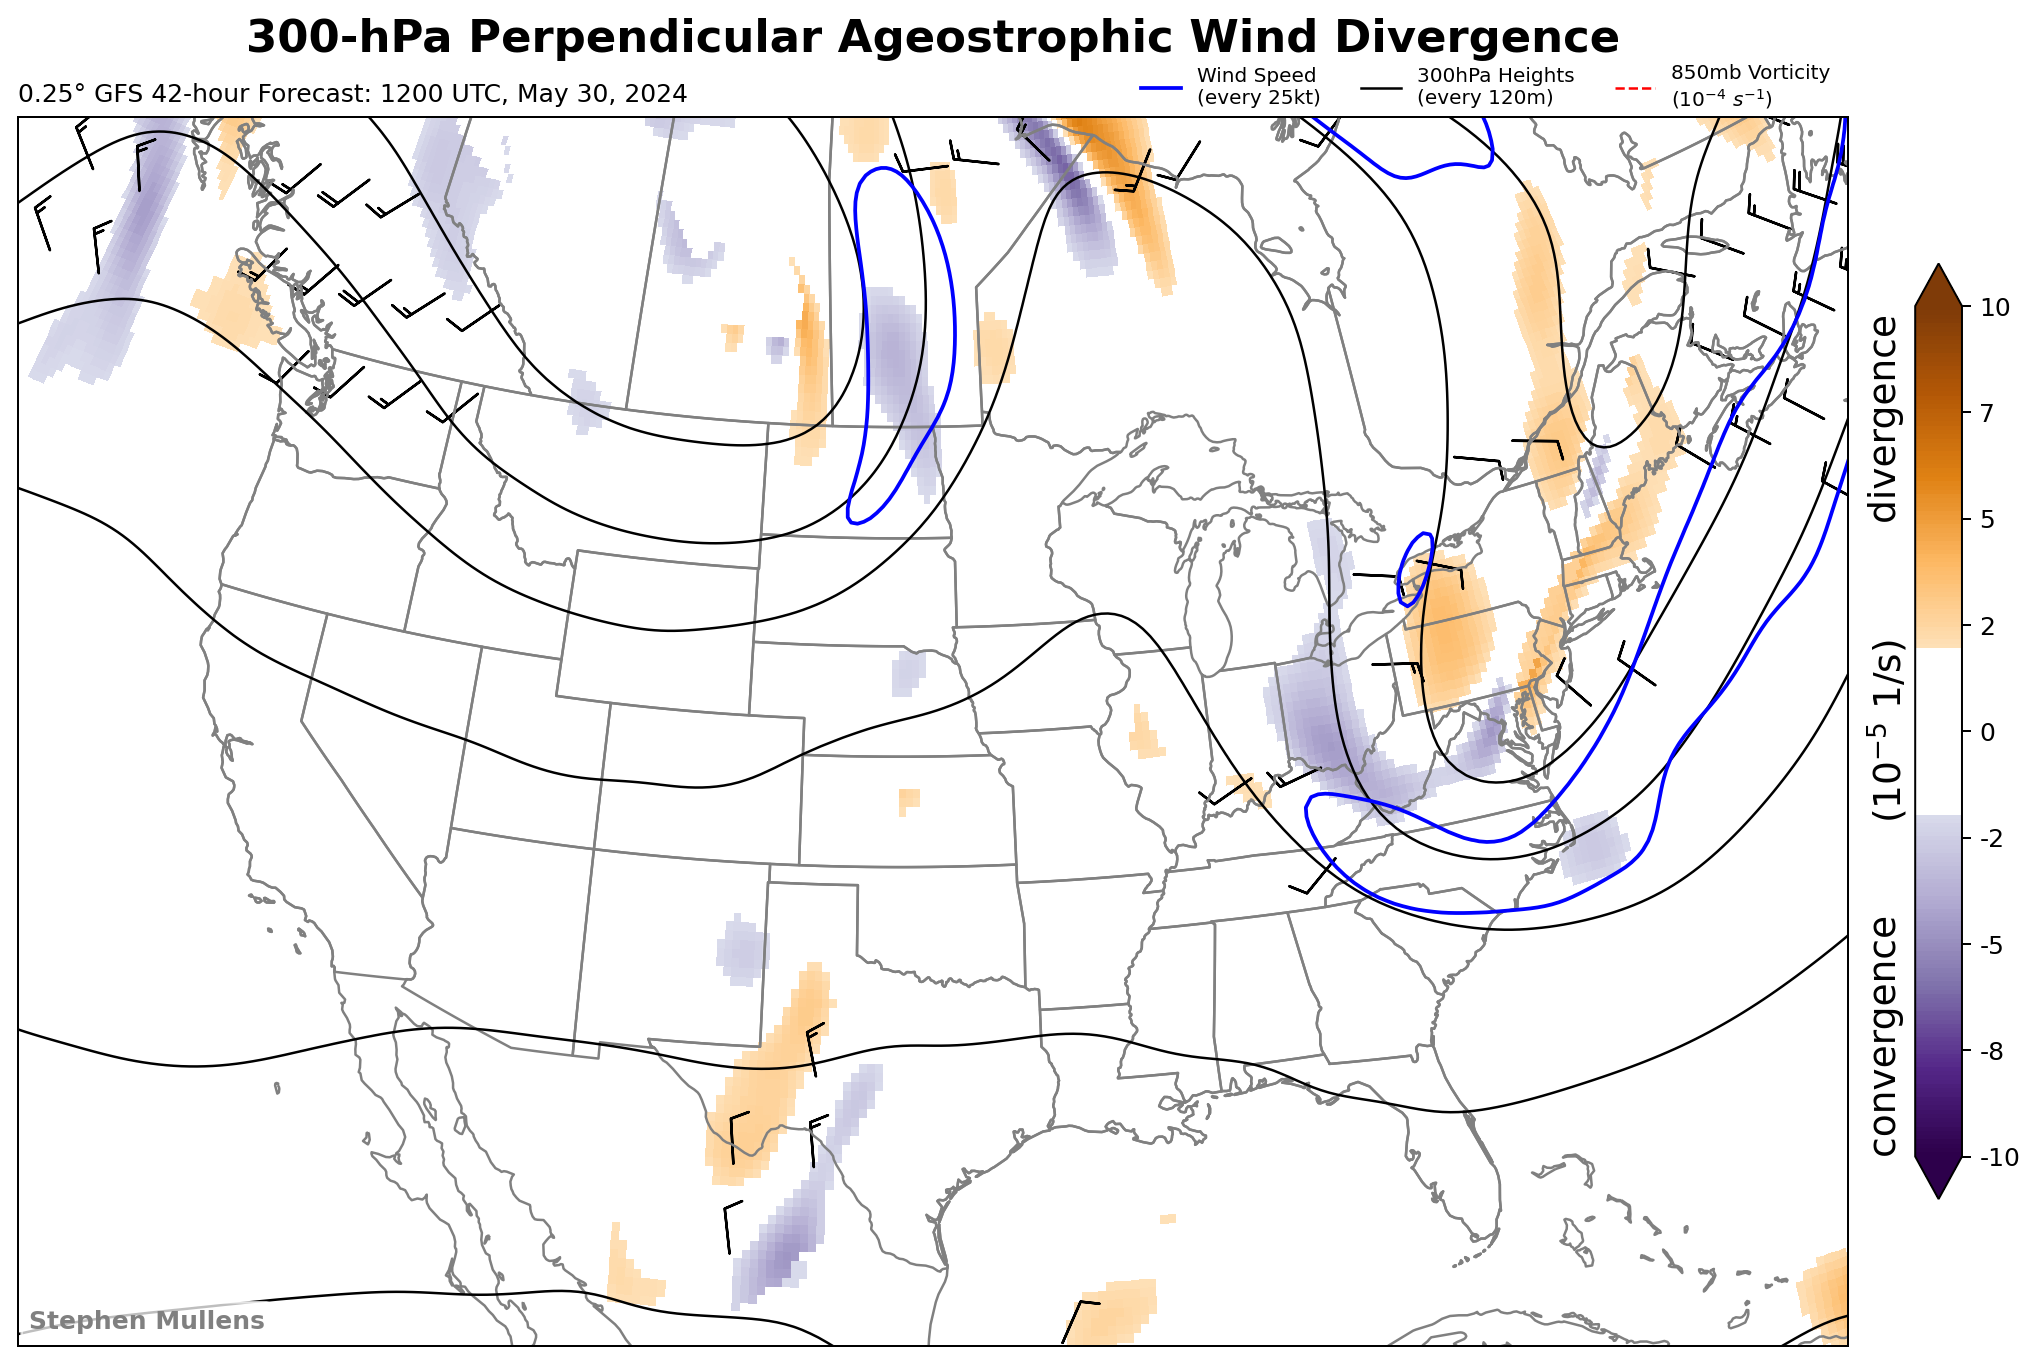 300-hPa Perpendicular Ageostrophic Wind Divergence
0.25° GFS 42-hour Forecast: 1200 UTC, May 30, 2024
Wind Speed
(every 25kt)
300hPa Heights
(every 120m)
850mb Vorticity
(10⁻⁴ s⁻¹)
10
7
5
2
0
-2
-5
-8
-10
convergence (10⁻⁵ 1/s) divergence
Stephen Mullens